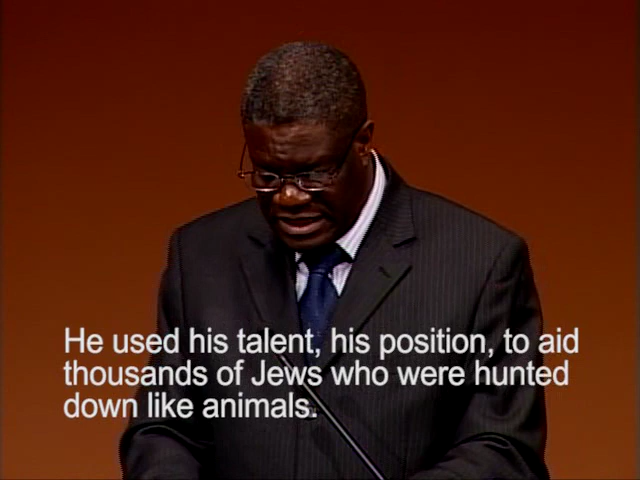 He used his talent, his position, to aid
thousands of Jews who were hunted
down like animals.